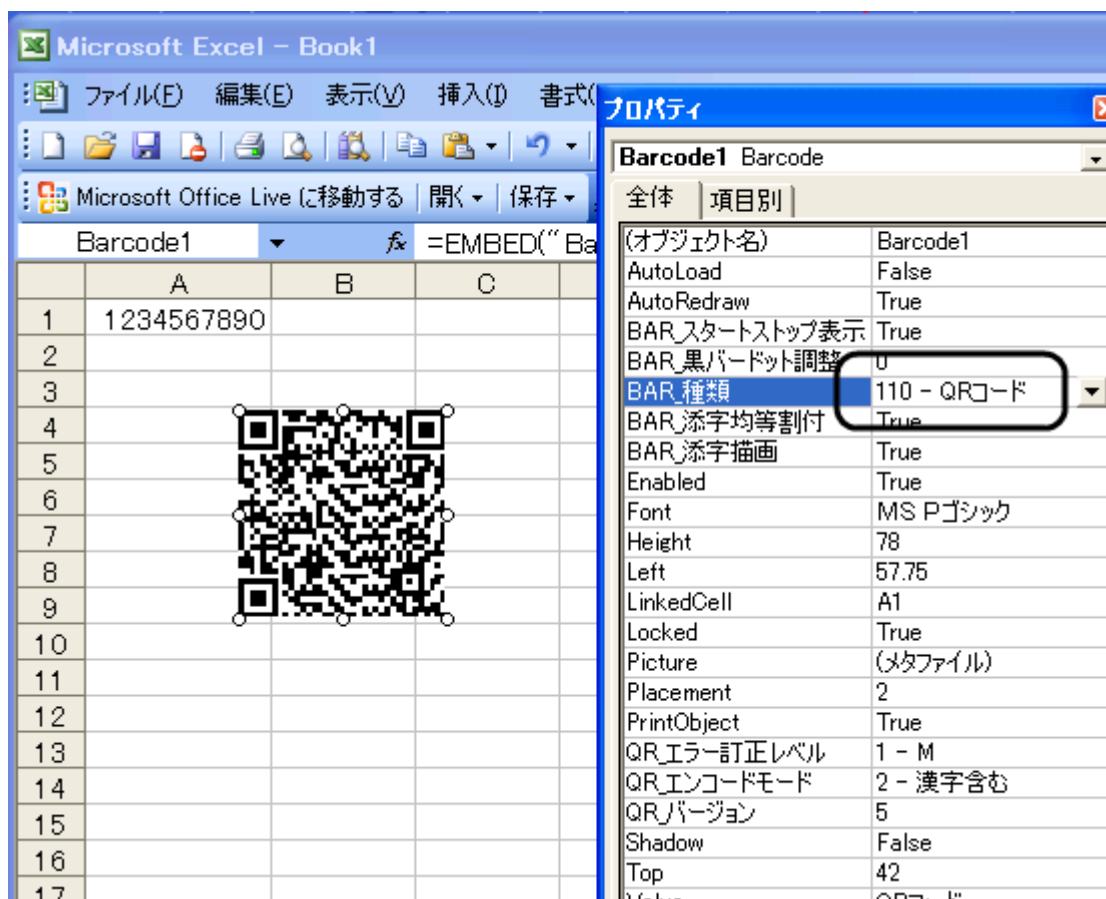 Microsoft Excel - Book1
ファイル(F) 編集(E) 表示(V) 挿入(I) 書式(
Microsoft Office Live に移動する 開く 保存
Barcode1 fx =EMBED("Ba
A B C
1 1234567890
2
3
4
5
6
7
8
9
10
11
12
13
14
15
16
17
プロパティ
Barcode1 Barcode
全体 項目別
(オブジェクト名) Barcode1
AutoLoad False
AutoRedraw True
BAR_スタートストップ表示 True
BAR_黒バードット調整 0
BAR_種類 110 - QRコード
BAR_添字均等割付 True
BAR_添字描画 True
Enabled True
Font MS Pゴシック
Height 78
Left 57.75
LinkedCell A1
Locked True
Picture (メタファイル)
Placement 2
PrintObject True
QR_エラー訂正レベル 1 - M
QR_エンコードモード 2 - 漢字含む
QR_バージョン 5
Shadow False
Top 42